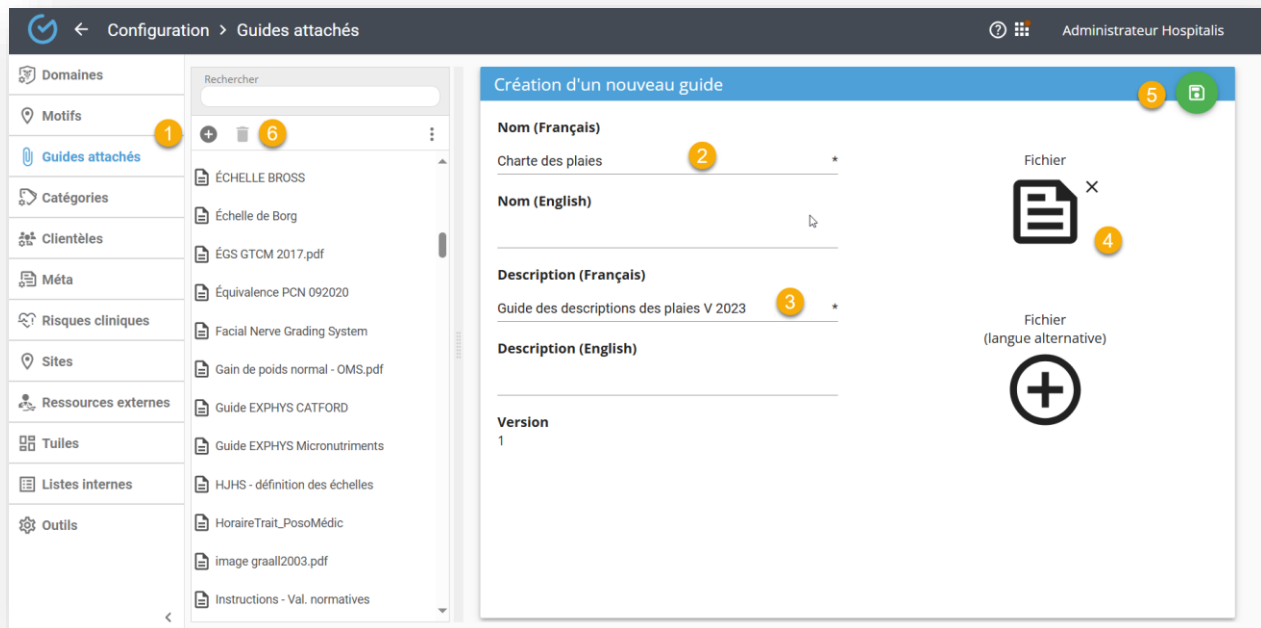 Configuration > Guides attachés
Administrateur Hospitalis
Domaines
Motifs
1
Guides attachés
Catégories
Clientèles
Méta
Risques cliniques
Sites
Ressources externes
Tuiles
Listes internes
Outils
Rechercher
6
ÉCHELLE BROSS
Échelle de Borg
ÉGS GTCM 2017.pdf
Équivalence PCN 092020
Facial Nerve Grading System
Gain de poids normal - OMS.pdf
Guide EXPHYS CATFORD
Guide EXPHYS Micronutriments
HJHS - définition des échelles
HoraireTrait_PosoMédic
image graall2003.pdf
Instructions - Val. normatives
Création d'un nouveau guide
5
Nom (Français)
Charte des plaies 2 *
Nom (English)
Description (Français)
Guide des descriptions des plaies V 2023 3 *
Description (English)
Version
1
Fichier
4
Fichier
(langue alternative)